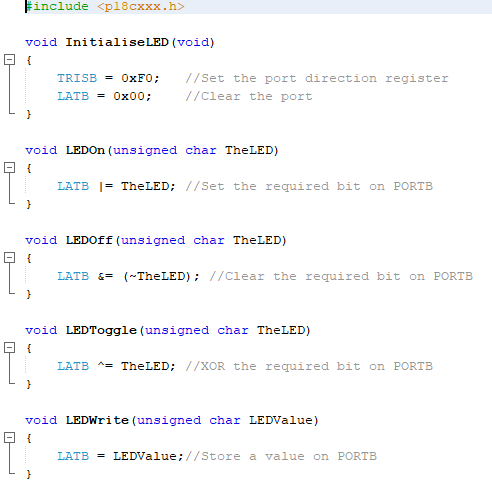 #include <p18cxxx.h>
void InitialiseLED(void)
{
TRISB = 0xF0; //Set the port direction register
LATB = 0x00; //Clear the port
}
void LEDOn(unsigned char TheLED)
{
LATB |= TheLED; //Set the required bit on PORTB
}
void LEDOff(unsigned char TheLED)
{
LATB &= (~TheLED); //Clear the required bit on PORTB
}
void LEDToggle(unsigned char TheLED)
{
LATB ^= TheLED; //XOR the required bit on PORTB
}
void LEDWrite(unsigned char LEDValue)
{
LATB = LEDValue;//Store a value on PORTB
}